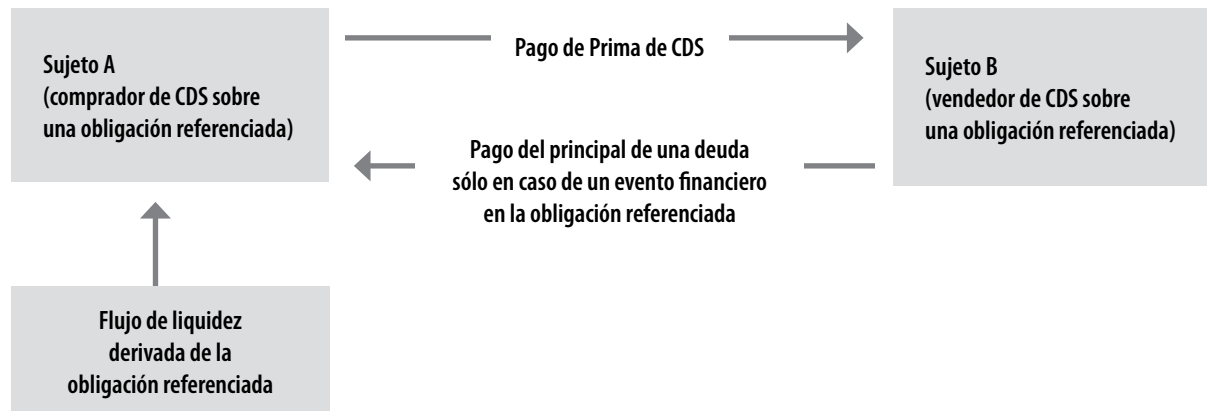 Sujeto A
(comprador de CDS sobre
una obligación referenciada)
Pago de Prima de CDS
Sujeto B
(vendedor de CDS sobre
una obligación referenciada)
Pago del principal de una deuda
sólo en caso de un evento financiero
en la obligación referenciada
Flujo de liquidez
derivada de la
obligación referenciada